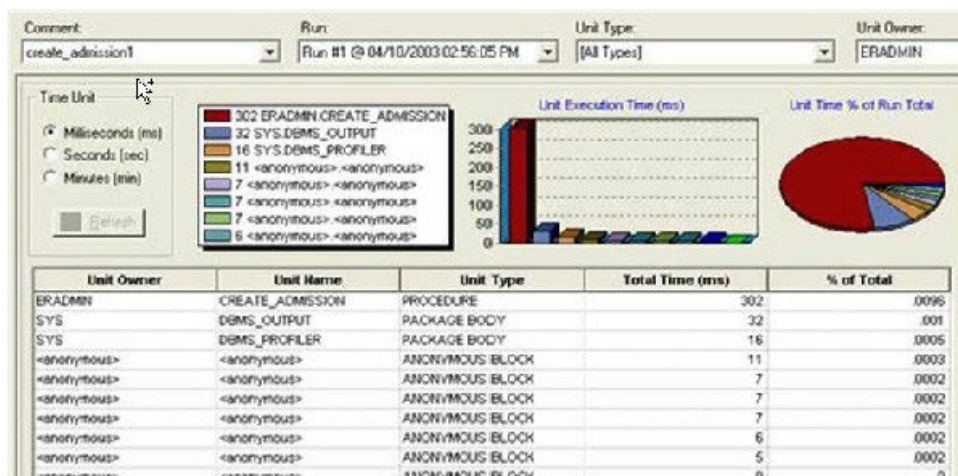 Comment: Run: Unit Type: Unit Owner:
create_admission1 Run #1 @ 04/10/2003 02:56:05 PM [All Types] ERADMIN
Time Unit
Milliseconds (ms)
Seconds (sec)
Minutes (min)
Refresh
302 ERADMIN.CREATE_ADMISSION
32 SYS.DBMS_OUTPUT
16 SYS.DBMS_PROFILER
11 <anonymous>.<anonymous>
7 <anonymous>.<anonymous>
7 <anonymous>.<anonymous>
7 <anonymous>.<anonymous>
6 <anonymous>.<anonymous>
Unit Execution Time (ms)
300
250
200
150
100
50
0
Unit Time % of Run Total
Unit Owner Unit Name Unit Type Total Time (ms) % of Total
ERADMIN CREATE_ADMISSION PROCEDURE 302 .0096
SYS DBMS_OUTPUT PACKAGE BODY 32 .001
SYS DBMS_PROFILER PACKAGE BODY 16 .0005
<anonymous> <anonymous> ANONYMOUS BLOCK 11 .0003
<anonymous> <anonymous> ANONYMOUS BLOCK 7 .0002
<anonymous> <anonymous> ANONYMOUS BLOCK 7 .0002
<anonymous> <anonymous> ANONYMOUS BLOCK 7 .0002
<anonymous> <anonymous> ANONYMOUS BLOCK 6 .0002
<anonymous> <anonymous> ANONYMOUS BLOCK 5 .0002